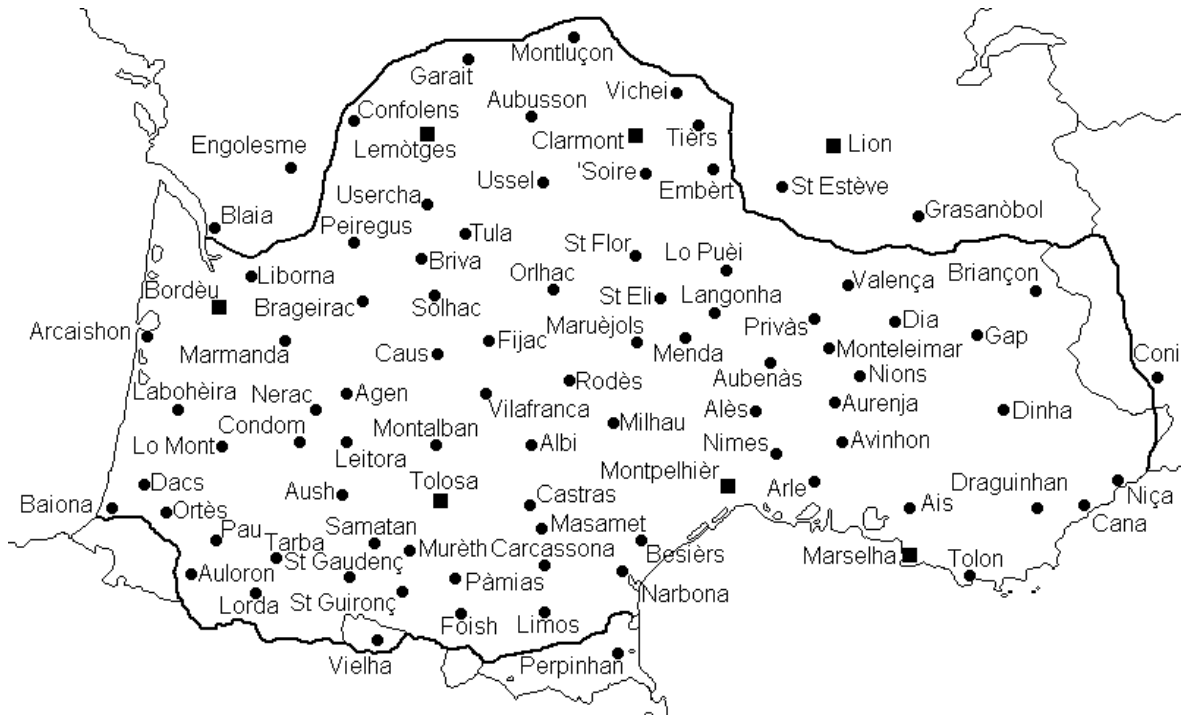 Montluçon
Garait
Vichei
Aubusson
Confolens
Tièrs
Clarmont
Lion
Lemòtges
Engolesme
'Soire
Ussel
Embèrt
St Estève
Usercha
Grasanòbol
Blaia
Peiregus
Tula
St Flor
Lo Puèi
Briva
Liborna
Orlhac
Valença
Briançon
Bordèu
Brageirac
Solhac
St Eli
Langonha
Arcaishon
Maruèjols
Privàs
Dia
Gap
Marmanda
Caus
Fijac
Menda
Monteleimar
Coni
Aubenàs
Nions
Rodès
Labohèira
Nerac
Agen
Vilafranca
Alès
Aurenja
Dinha
Condom
Montalban
Milhau
Lo Mont
Leitora
Albi
Nimes
Avinhon
Dacs
Tolosa
Montpelhièr
Aush
Arle
Draguinhan
Niça
Baiona
Ortès
Castras
Ais
Cana
Pau
Samatan
Masamet
Tarba
Murèth
Carcassona
Besièrs
Marselha
Tolon
St Gaudenç
Auloron
Pàmias
Narbona
Lorda
St Guironç
Fòish
Limos
Vielha
Perpinhan